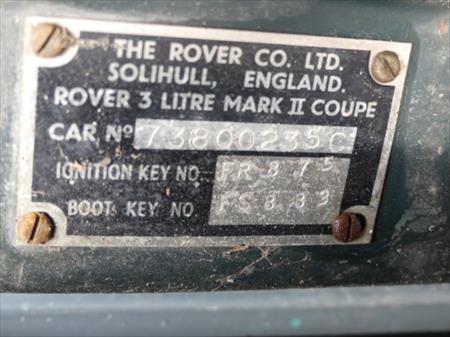 THE ROVER CO. LTD.
SOLIHULL, ENGLAND.
ROVER 3 LITRE MARK II COUPE
CAR Nº 73800235C
IGNITION KEY NO. FR 875
BOOT KEY NO. FS 833